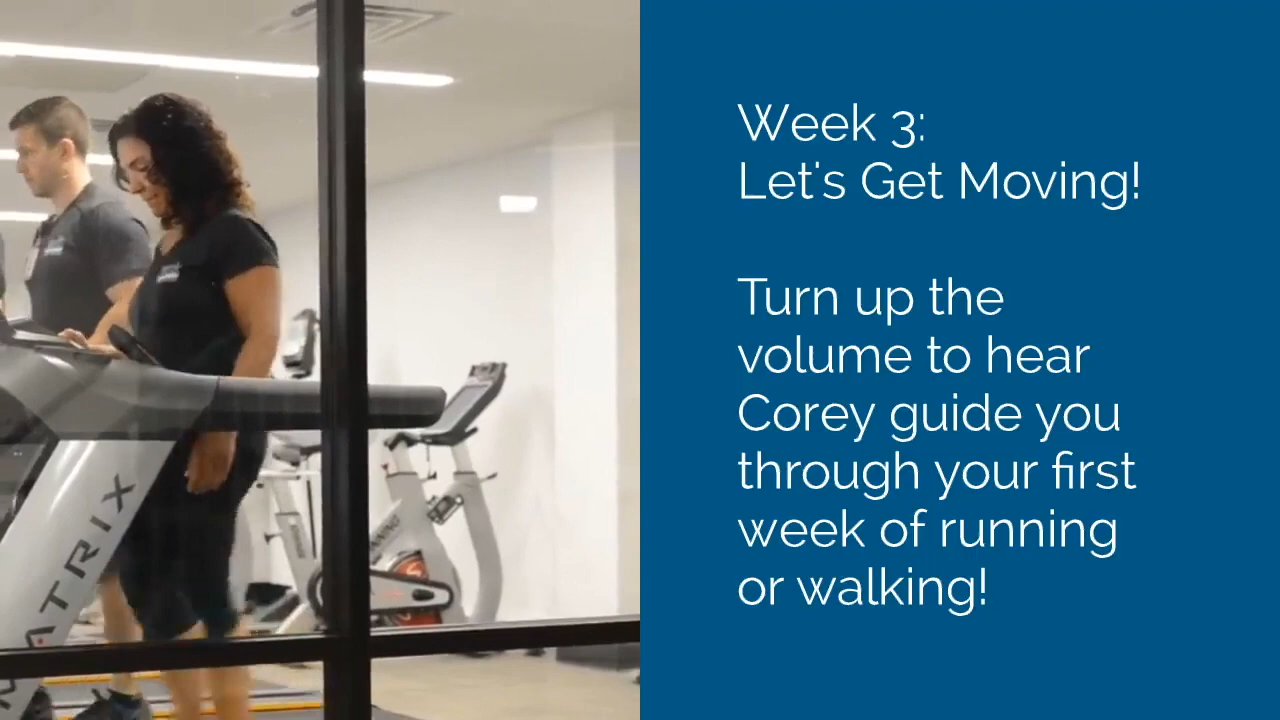 Week 3:
Let's Get Moving!
Turn up the
volume to hear
Corey guide you
through your first
week of running
or walking!
MATRIX